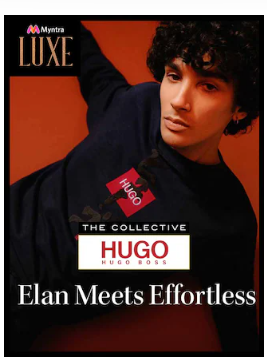 Myntra
LUXE
HUGO
THE COLLECTIVE
HUGO
HUGO BOSS
Elan Meets Effortless